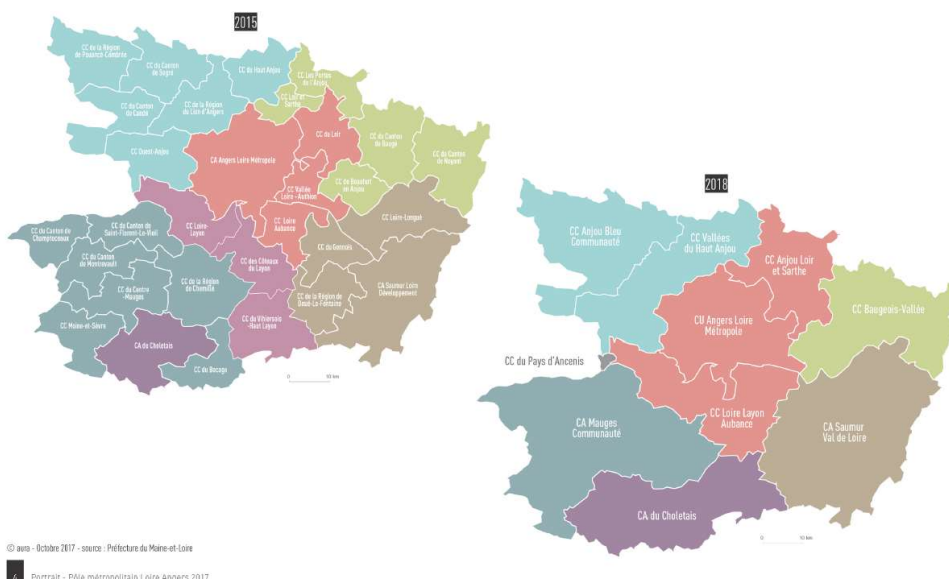 2015
CC de la Région
de Pouancé-Combrée
CC du Canton
de Segré
CC du Haut Anjou
CC Les Portes
de l'Anjou
CC Loir et
Sarthe
CC du Canton
de Candé
CC de la Région
du Lion d'Angers
CC Ouest Anjou
CA Angers Loire Métropole
CC du Loir
CC du Canton
de Baugé
CC du Canton
de Noyant
CC de Beaufort
en Anjou
CC Vallée
Loire - Authion
CC Loire-
Layon
CC Loire
Aubance
CC Loire-Longué
CC du Canton de
Champtoceaux
CC du Canton de
Saint-Florent-Le-Vieil
CC du Canton
de Montrevault
CC du Centre
-Mauges
CC de la Région
de Chemillé
CC des Côteaux
du Layon
CC du Gennois
CC de la Région de
Doué-La-Fontaine
CA Saumur Loire
Développement
CC Moine-et-Sèvre
CA du Choletais
CC du Bocage
CC du Vihiersois
-Haut Layon
0 10 km
2018
CC Anjou Bleu
Communauté
CC Vallées
du Haut Anjou
CC Anjou Loir
et Sarthe
CU Angers Loire
Métropole
CC Baugeois-Vallée
CC du Pays d'Ancenis
CA Mauges
Communauté
CC Loire Layon
Aubance
CA Saumur
Val de Loire
CA du Choletais
0 10 km
© aura - Octobre 2017 - source : Préfecture du Maine-et-Loire
4 Portrait - Pôle métropolitain Loire Angers 2017